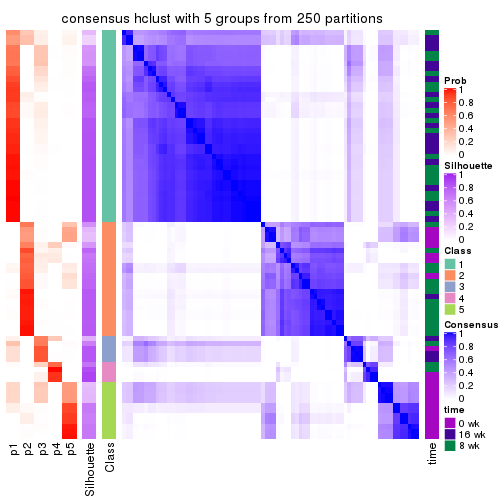 consensus hclust with 5 groups from 250 partitions
Prob
1
0.8
0.6
0.4
0.2
0
Silhouette
1
0.8
0.6
0.4
0.2
0
Class
1
2
3
4
5
Consensus
1
0.8
0.6
0.4
0.2
0
time
0 wk
16 wk
8 wk
p1
p2
p3
p4
p5
Silhouette
Class
time